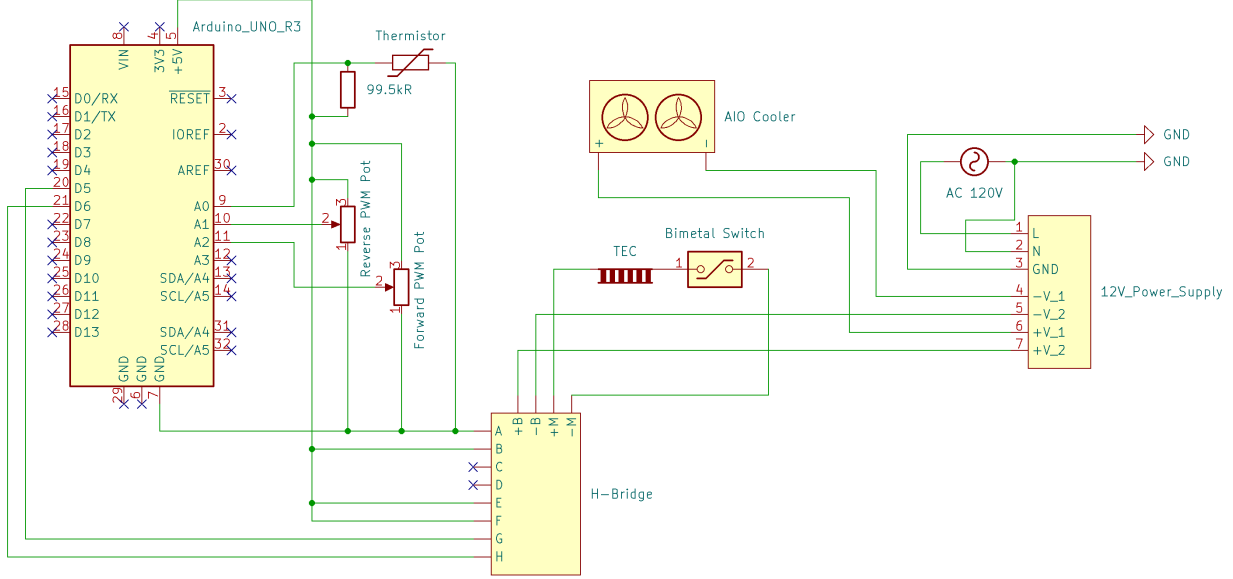 Arduino_UNO_R3
8
4
5
VIN
3V3
+5V
15 D0/RX
16 D1/TX
17 D2
18 D3
19 D4
20 D5
21 D6
22 D7
23 D8
24 D9
25 D10
26 D11
27 D12
28 D13
RESET 3
IOREF 2
AREF 30
A0 9
A1 10
A2 11
A3 12
SDA/A4 13
SCL/A5 14
SDA/A4 31
SCL/A5 32
GND
GND
GND
29
6
7
Thermistor
99.5kR
3
2
1
Reverse PWM Pot
3
2
1
Forward PWM Pot
AIO Cooler
+
−
TEC
Bimetal Switch
1
2
GND
GND
AC 120V
1 L
2 N
3 GND
4 −V_1
5 −V_2
6 +V_1
7 +V_2
12V_Power_Supply
+B
−B
+M
−M
A
B
C
D
E
F
G
H
H−Bridge